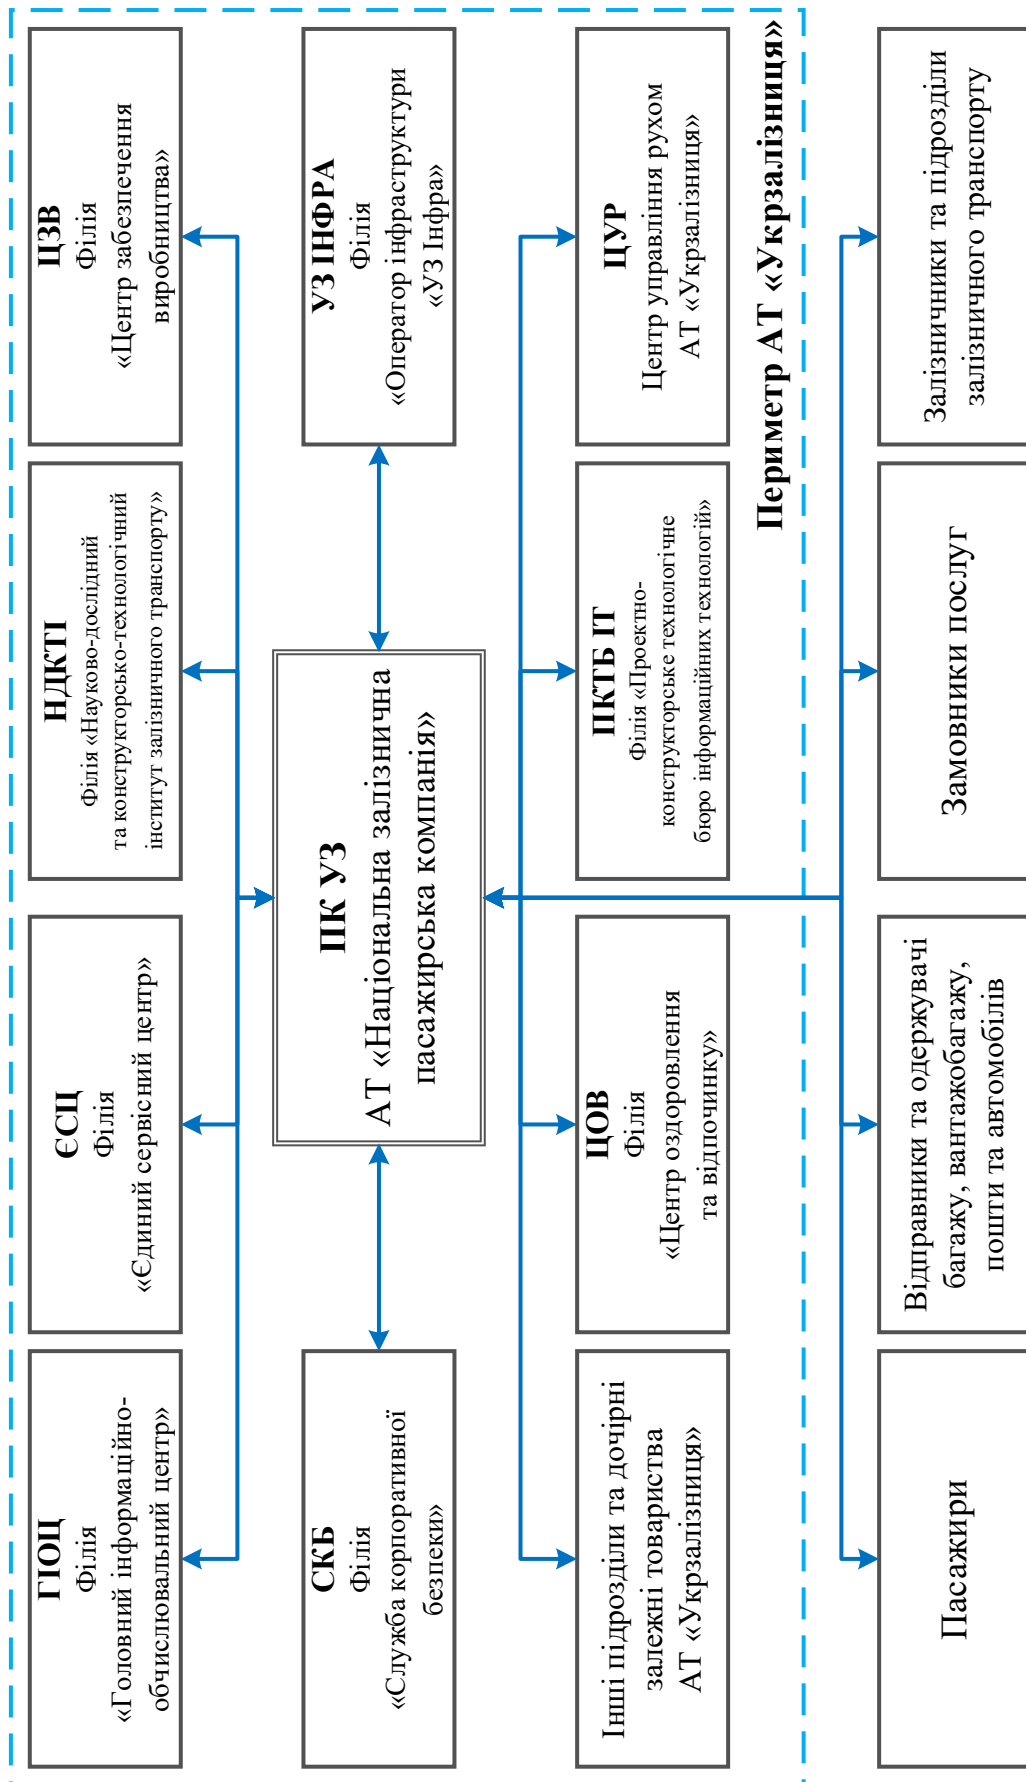 ГІОЦ
Філія
«Головний інформаційно-
обчислювальний центр»
ЄСЦ
Філія
«Єдиний сервісний центр»
НДКТІ
Філія «Науково-дослідний
та конструкторсько-технологічний
інститут залізничного транспорту»
ЦЗВ
Філія
«Центр забезпечення
виробництва»
СКБ
Філія
«Служба корпоративної
безпеки»
ПК УЗ
АТ «Національна залізнична
пасажирська компанія»
УЗ ІНФРА
Філія
«Оператор інфраструктури
«УЗ Інфра»
Інші підрозділи та дочірні
залежні товариства
АТ «Укрзалізниця»
ЦОВ
Філія
«Центр оздоровлення
та відпочинку»
ПКТБ ІТ
Філія «Проектно-
конструкторське технологічне
бюро інформаційних технологій»
ЦУР
Центр управління рухом
АТ «Укрзалізниця»
Периметр АТ «Укрзалізниця»
Пасажири
Відправники та одержувачі
багажу, вантажобагажу,
пошти та автомобілів
Замовники послуг
Залізничники та підрозділи
залізничного транспорту